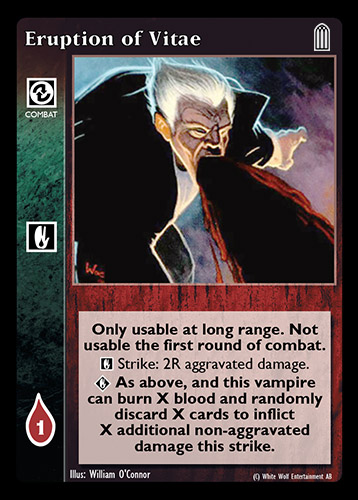 Eruption of Vitae
COMBAT
Only usable at long range. Not
usable the first round of combat.
Strike: 2R aggravated damage.
As above, and this vampire
can burn X blood and randomly
discard X cards to inflict
X additional non-aggravated
damage this strike.
1
Illus: William O'Connor
(C) White Wolf Entertainment AB